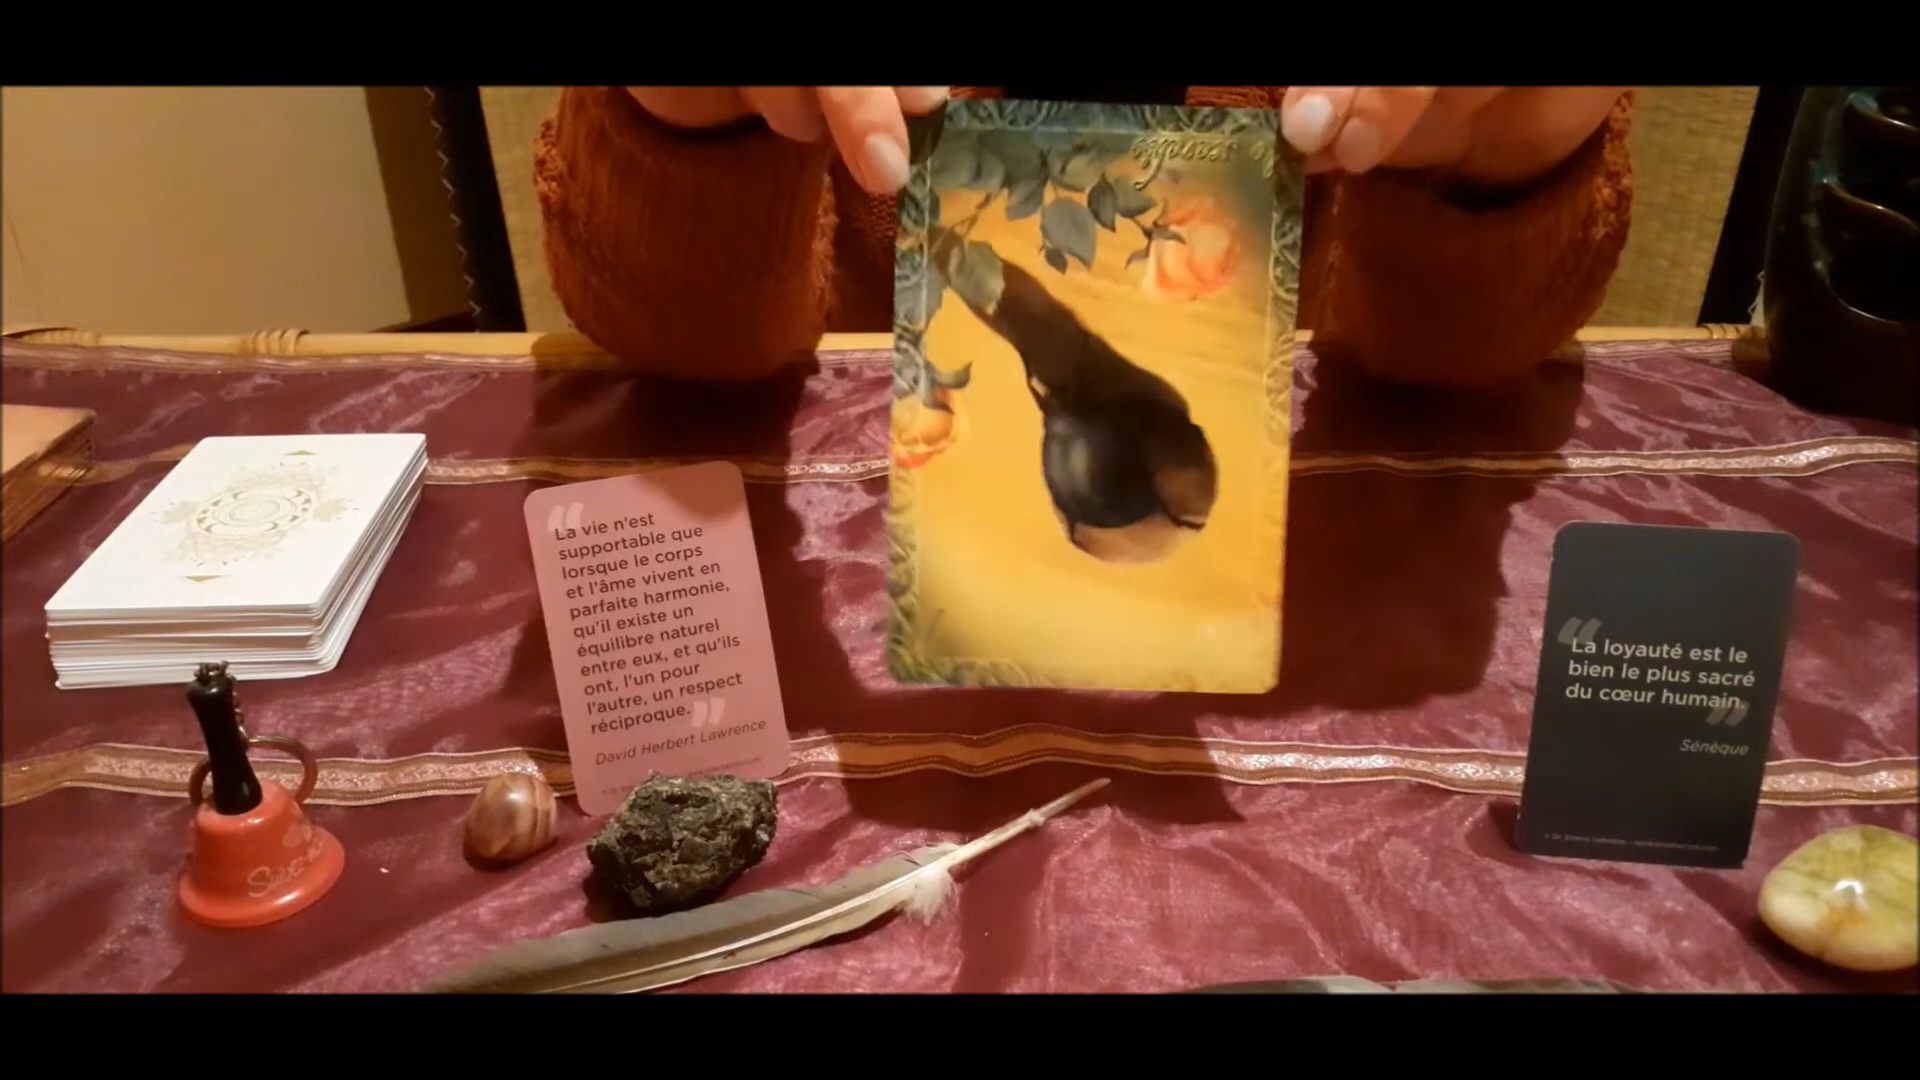 La vie n'est
supportable que
lorsque le corps
et l'âme vivent en
parfaite harmonie,
qu'il existe un
équilibre naturel
entre eux, et qu'ils
ont, l'un pour
l'autre, un respect
réciproque.
David Herbert Lawrence
La loyauté est le
bien le plus sacré
du cœur humain.
Sénèque